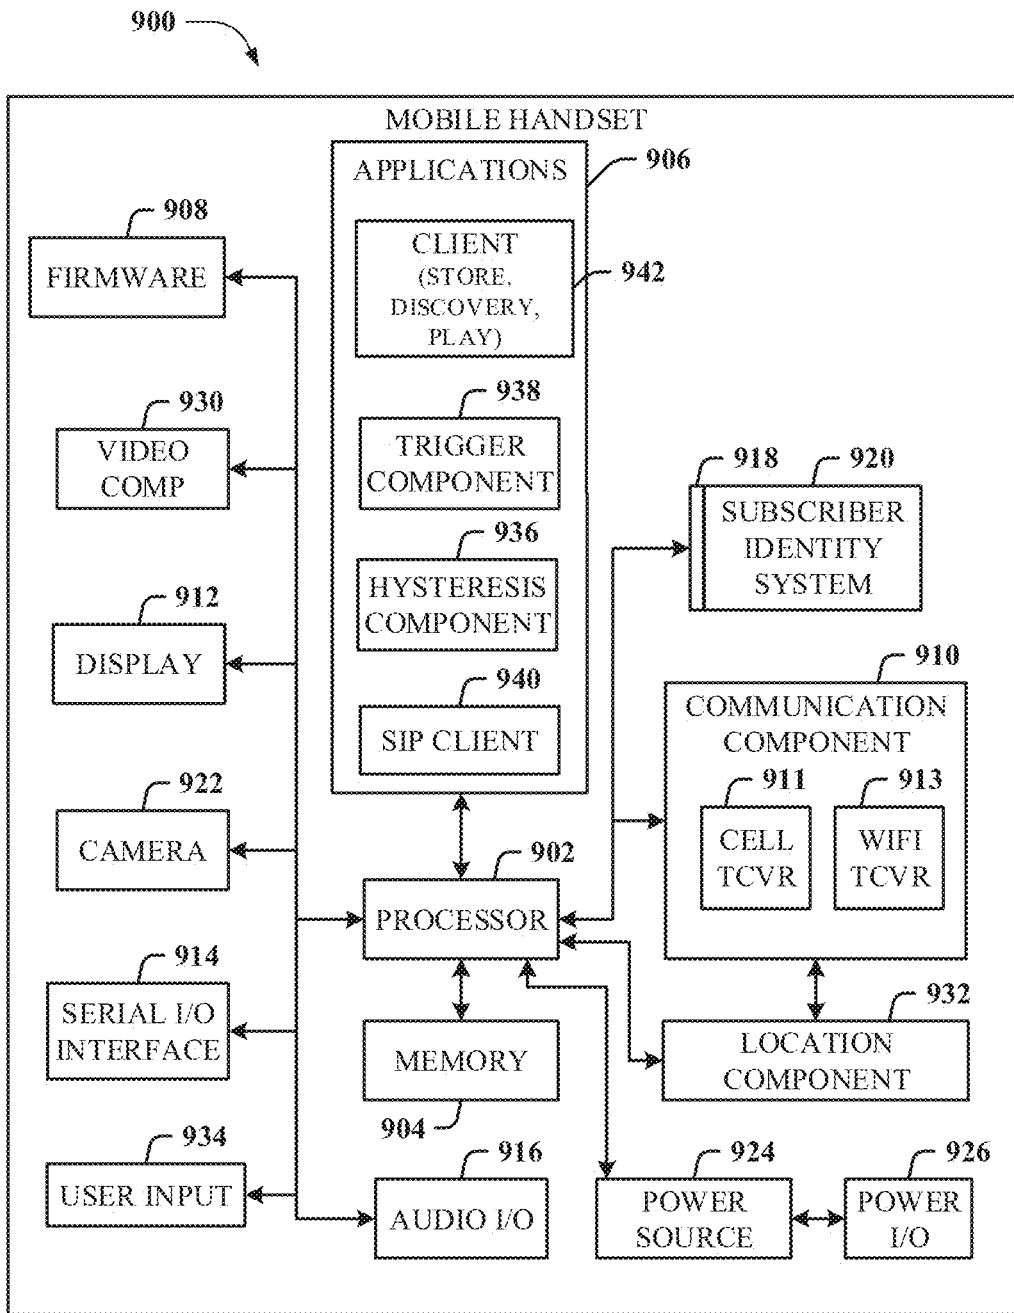 900
MOBILE HANDSET
APPLICATIONS
906
CLIENT
(STORE,
DISCOVERY,
PLAY)
942
938
TRIGGER
COMPONENT
936
HYSTERESIS
COMPONENT
940
SIP CLIENT
908
FIRMWARE
930
VIDEO
COMP
912
DISPLAY
922
CAMERA
914
SERIAL I/O
INTERFACE
934
USER INPUT
902
PROCESSOR
MEMORY
904
916
AUDIO I/O
918
920
SUBSCRIBER
IDENTITY
SYSTEM
910
COMMUNICATION
COMPONENT
911
CELL
TCVR
913
WIFI
TCVR
932
LOCATION
COMPONENT
924
POWER
SOURCE
926
POWER
I/O